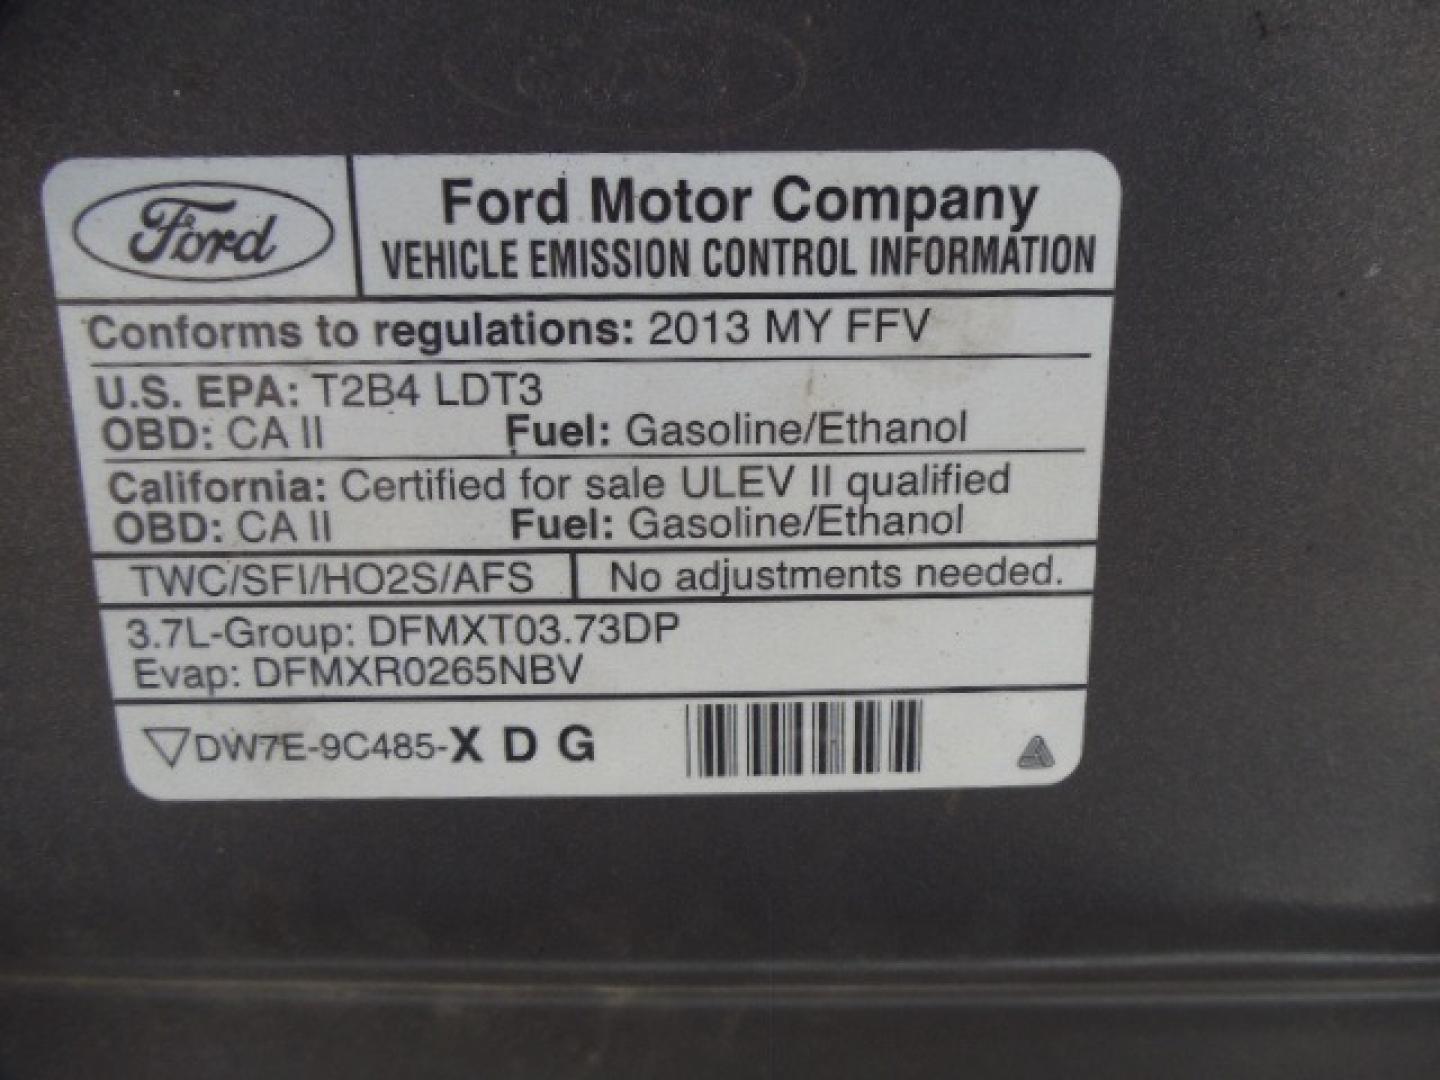 Ford
Ford Motor Company
VEHICLE EMISSION CONTROL INFORMATION
Conforms to regulations: 2013 MY FFV
U.S. EPA: T2B4 LDT3
OBD: CA II Fuel: Gasoline/Ethanol
California: Certified for sale ULEV II qualified
OBD: CA II Fuel: Gasoline/Ethanol
TWC/SFI/HO2S/AFS No adjustments needed.
3.7L-Group: DFMXT03.73DP
Evap: DFMXR0265NBV
DW7E-9C485-X D G